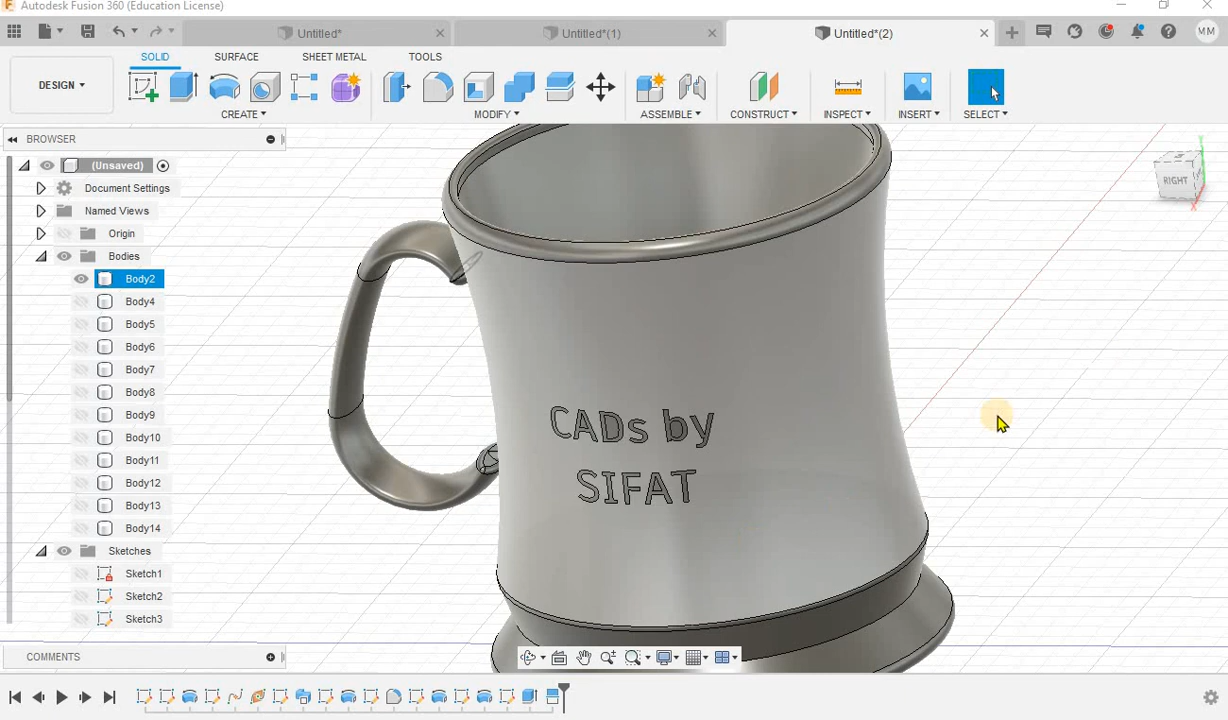 Autodesk Fusion 360 (Education License)
Untitled*
Untitled*(1)
Untitled*(2)
MM
SOLID
SURFACE
SHEET METAL
TOOLS
DESIGN
CREATE
MODIFY
ASSEMBLE
CONSTRUCT
INSPECT
INSERT
SELECT
BROWSER
(Unsaved)
Document Settings
Named Views
Origin
Bodies
Body2
Body4
Body5
Body6
Body7
Body8
Body9
Body10
Body11
Body12
Body13
Body14
Sketches
Sketch1
Sketch2
Sketch3
RIGHT
CADs by
SIFAT
COMMENTS